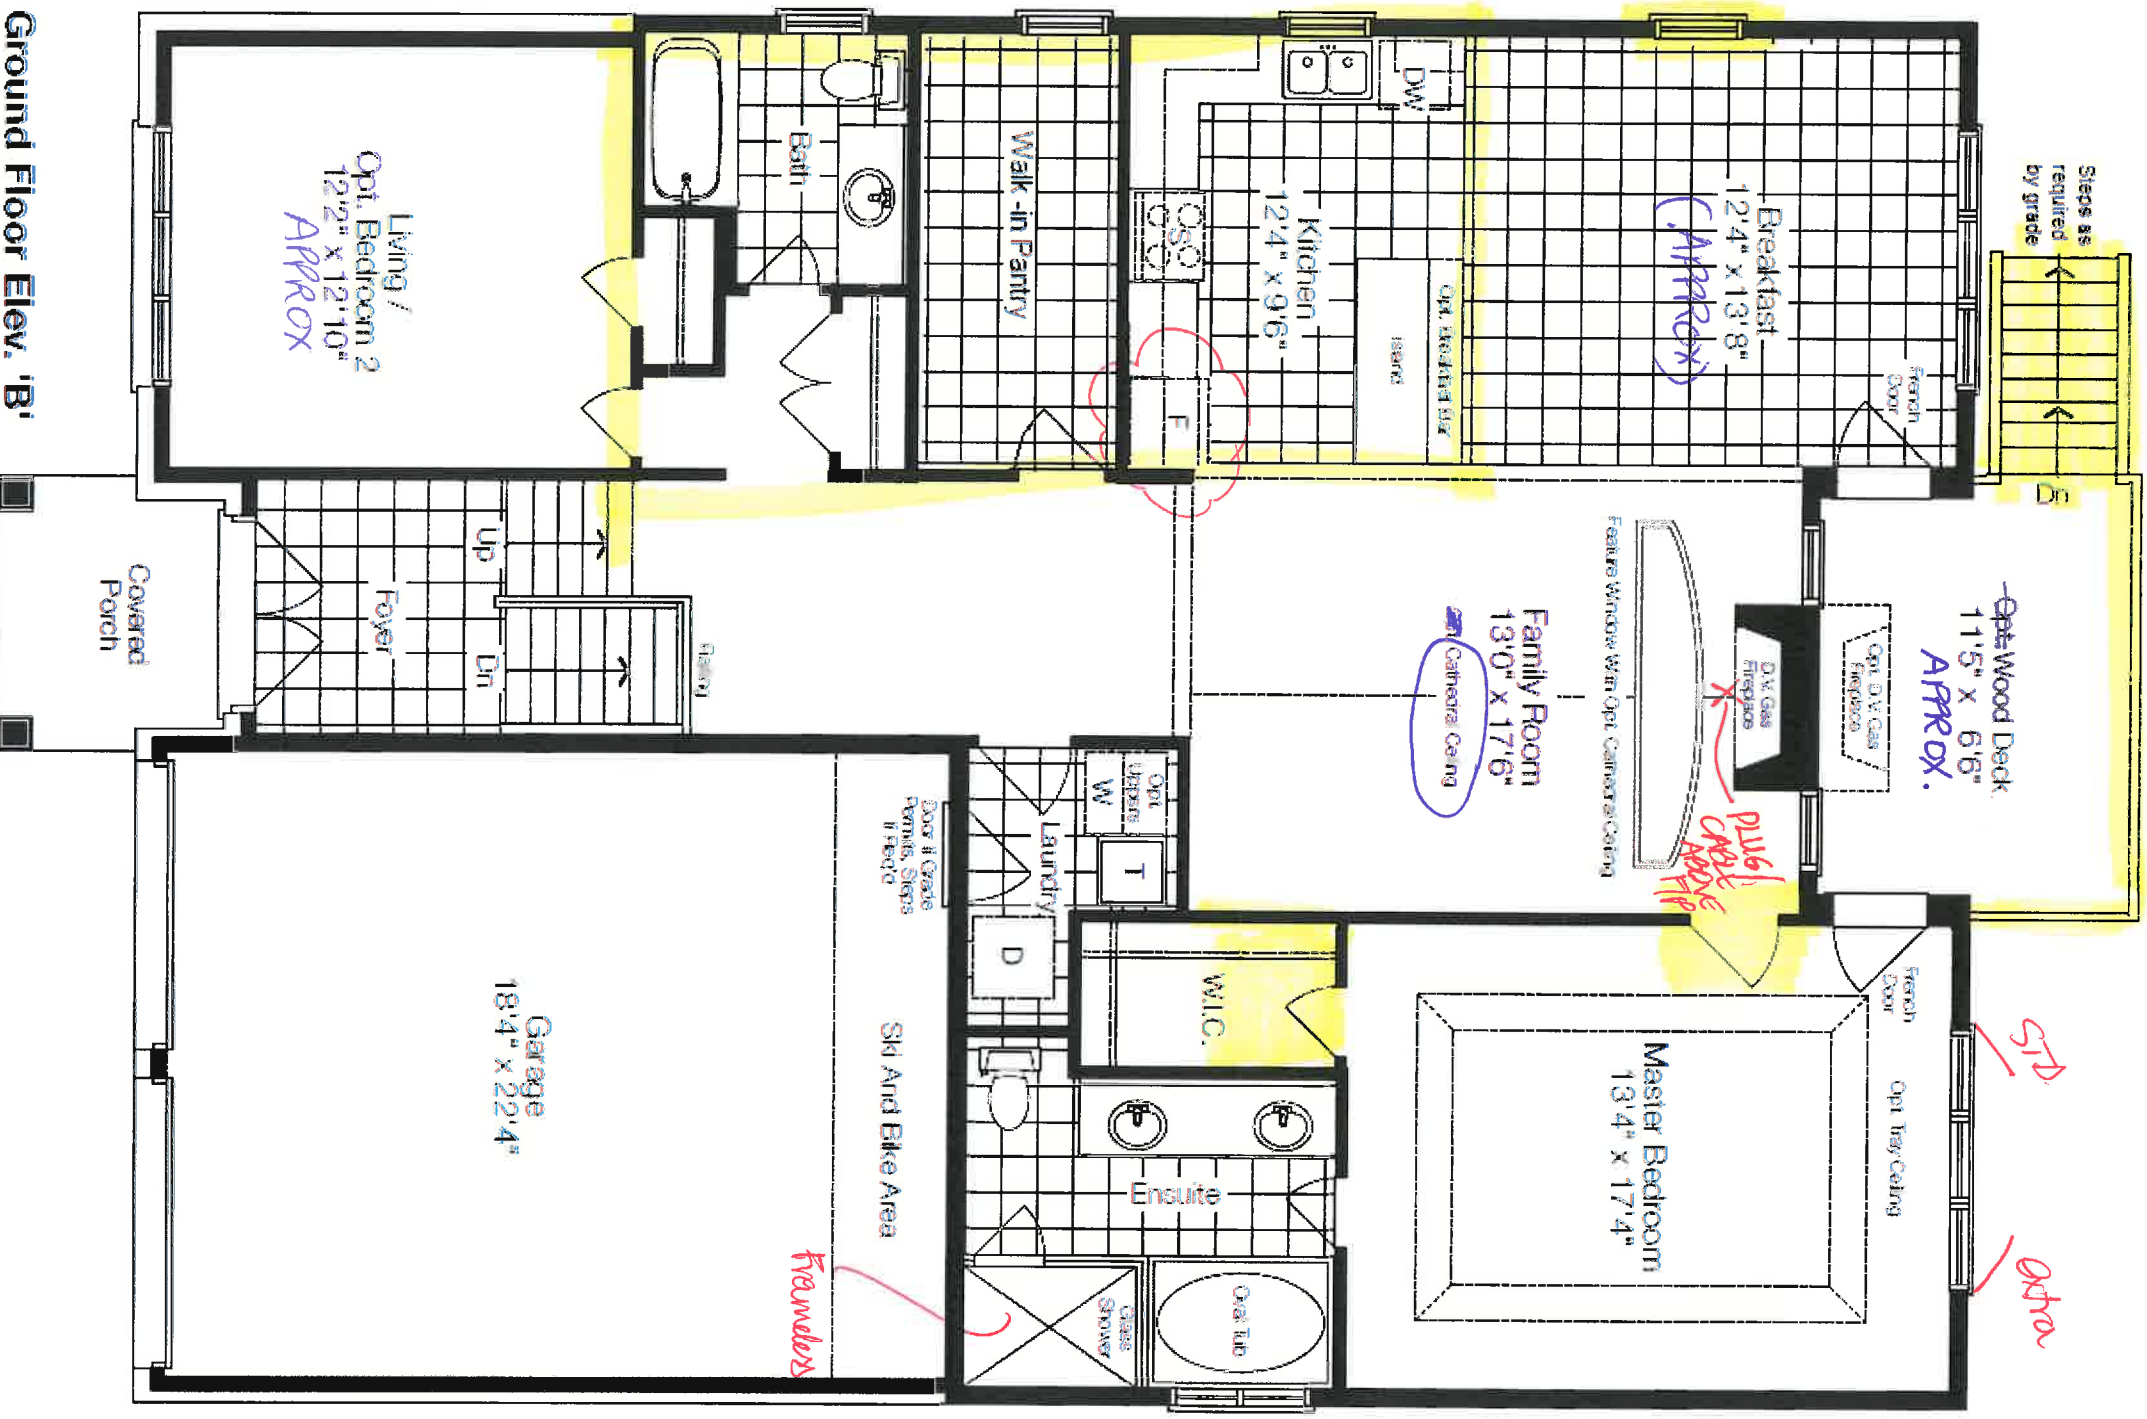 Ground Floor Elev. 'B'
Living /
Opt. Bedroom 2
12'2" x 12'10"
APPROX
Bath
Walk-in Pantry
Kitchen
12'4" x 9'6"
DW
S
F
Island
Opt. Breakfast Bar
Breakfast
12'4" x 13'8"
(APPROX)
French
Door
Steps as
required
by grade
Dn
Opt. Wood Deck
11'5" x 6'6"
APPROX.
Opt. D.V. Gas
Fireplace
D.V. Gas
Fireplace
X
PLUG/
CABLE
ABOVE
F/P
Feature Window With Opt. Cathedral Ceiling
Family Room
13'0" x 17'6"
Cathedral Ceiling
Up
Dn
Railing
Foyer
Covered
Porch
Opt.
Uppers
W
T
Laundry
D
Door If Grade
Permits, Steps
If Req'd
Garage
18'4" x 22'4"
Ski And Bike Area
W.I.C.
French
Door
Opt. Tray Ceiling
Master Bedroom
13'4" x 17'4"
STD
extra
Ensuite
Oval Tub
Glass
Shower
frameless